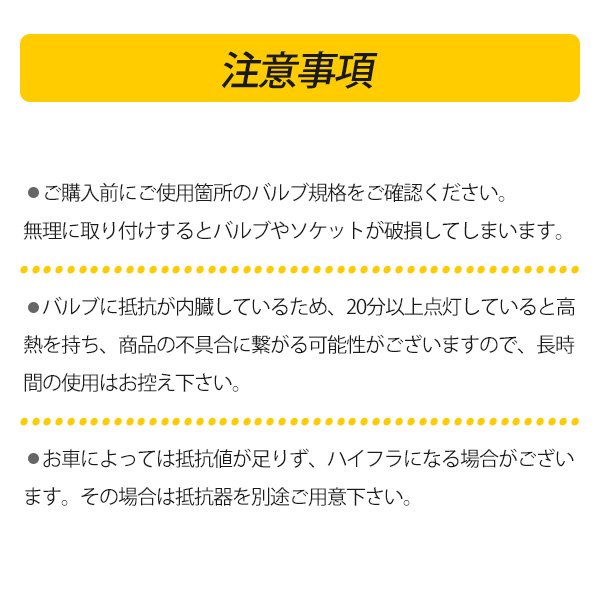 注意事項
●ご購入前にご使用箇所のバルブ規格をご確認ください。
無理に取り付けするとバルブやソケットが破損してしまいます。
●バルブに抵抗が内臓しているため、20分以上点灯していると高
熱を持ち、商品の不具合に繋がる可能性がございますので、長時
間の使用はお控え下さい。
●お車によっては抵抗値が足りず、ハイフラになる場合がござい
ます。その場合は抵抗器を別途ご用意下さい。